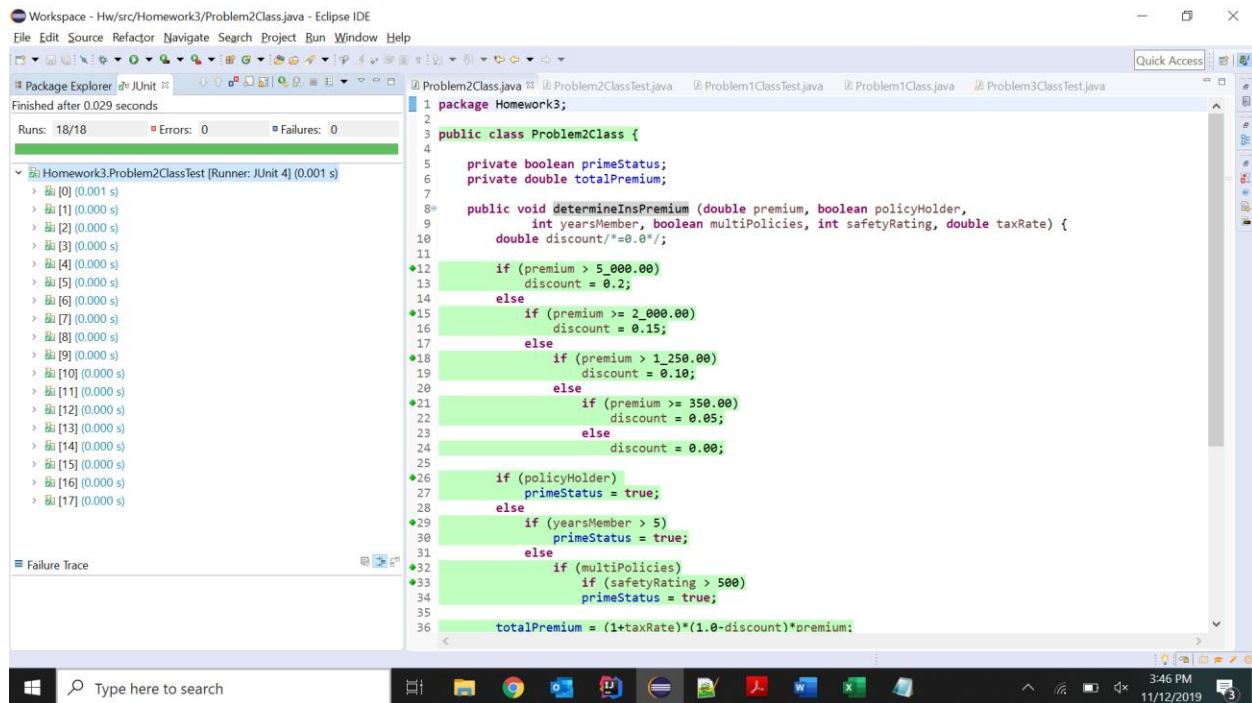 Workspace - Hw/src/Homework3/Problem2Class.java - Eclipse IDE
File Edit Source Refactor Navigate Search Project Run Window Help
Quick Access
Package Explorer JUnit
Finished after 0.029 seconds
Runs: 18/18 Errors: 0 Failures: 0
Homework3.Problem2ClassTest [Runner: JUnit 4] (0.001 s)
[0] (0.001 s)
[1] (0.000 s)
[2] (0.000 s)
[3] (0.000 s)
[4] (0.000 s)
[5] (0.000 s)
[6] (0.000 s)
[7] (0.000 s)
[8] (0.000 s)
[9] (0.000 s)
[10] (0.000 s)
[11] (0.000 s)
[12] (0.000 s)
[13] (0.000 s)
[14] (0.000 s)
[15] (0.000 s)
[16] (0.000 s)
[17] (0.000 s)
Failure Trace
Problem2Class.java Problem2ClassTest.java Problem1ClassTest.java Problem1Class.java Problem3ClassTest.java
1 package Homework3;
2
3 public class Problem2Class {
4
5 private boolean primeStatus;
6 private double totalPremium;
7
8 public void determineInsPremium (double premium, boolean policyHolder,
9 int yearsMember, boolean multiPolicies, int safetyRating, double taxRate) {
10 double discount/*=0.0*/;
11
12 if (premium > 5_000.00)
13 discount = 0.2;
14 else
15 if (premium >= 2_000.00)
16 discount = 0.15;
17 else
18 if (premium > 1_250.00)
19 discount = 0.10;
20 else
21 if (premium >= 350.00)
22 discount = 0.05;
23 else
24 discount = 0.00;
25
26 if (policyHolder)
27 primeStatus = true;
28 else
29 if (yearsMember > 5)
30 primeStatus = true;
31 else
32 if (multiPolicies)
33 if (safetyRating > 500)
34 primeStatus = true;
35
36 totalPremium = (1+taxRate)*(1.0-discount)*premium;
Type here to search
3:46 PM
11/12/2019
3